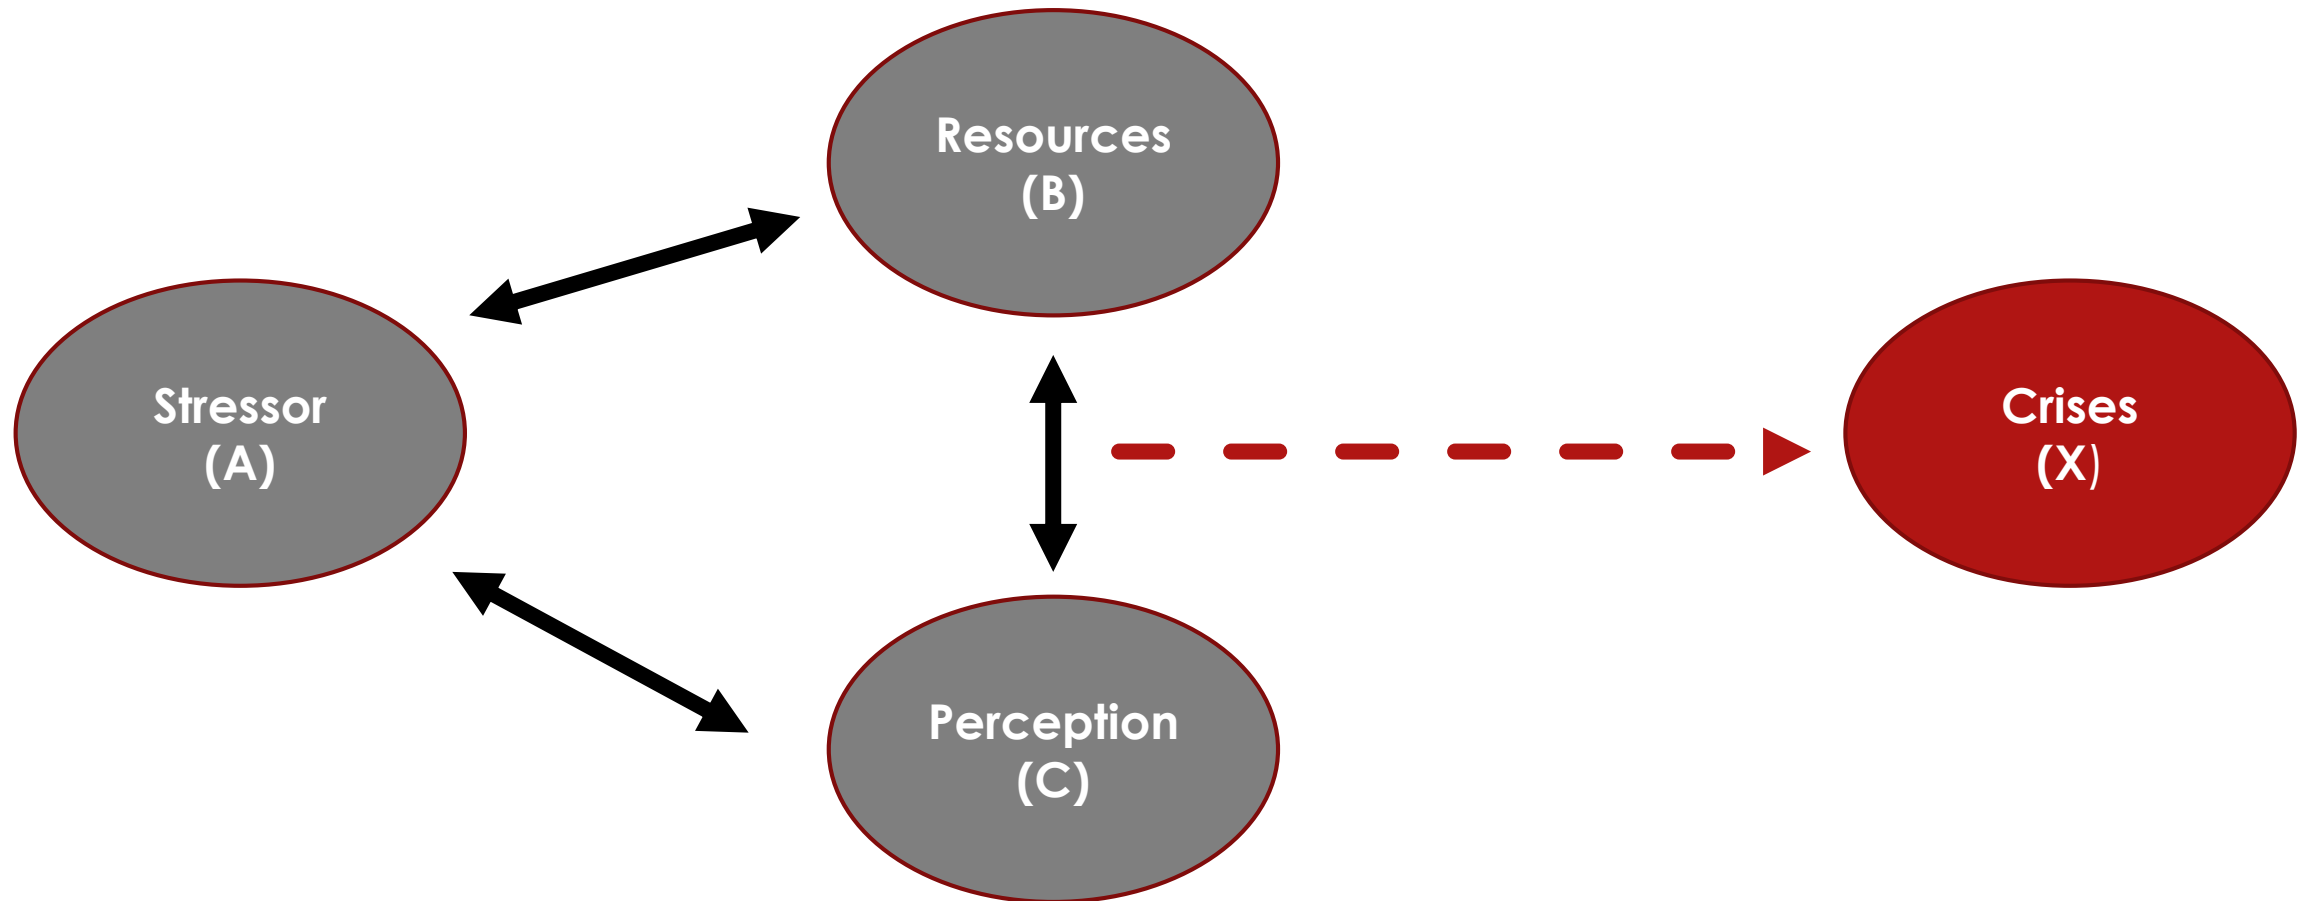 Resources
(B)
Stressor
(A)
Crises
(X)
Perception
(C)